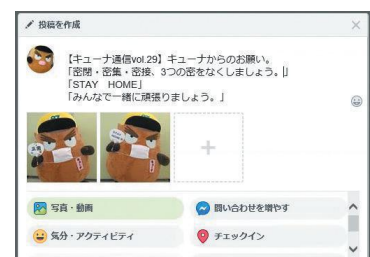 投稿を作成
【キューナ通信vol.29】キューナからのお願い。
「密閉・密集・密接、3つの密をなくしましょう。」
「STAY HOME」
「みんなで一緒に頑張りましょう。」
写真・動画
問い合わせを増やす
気分・アクティビティ
チェックイン